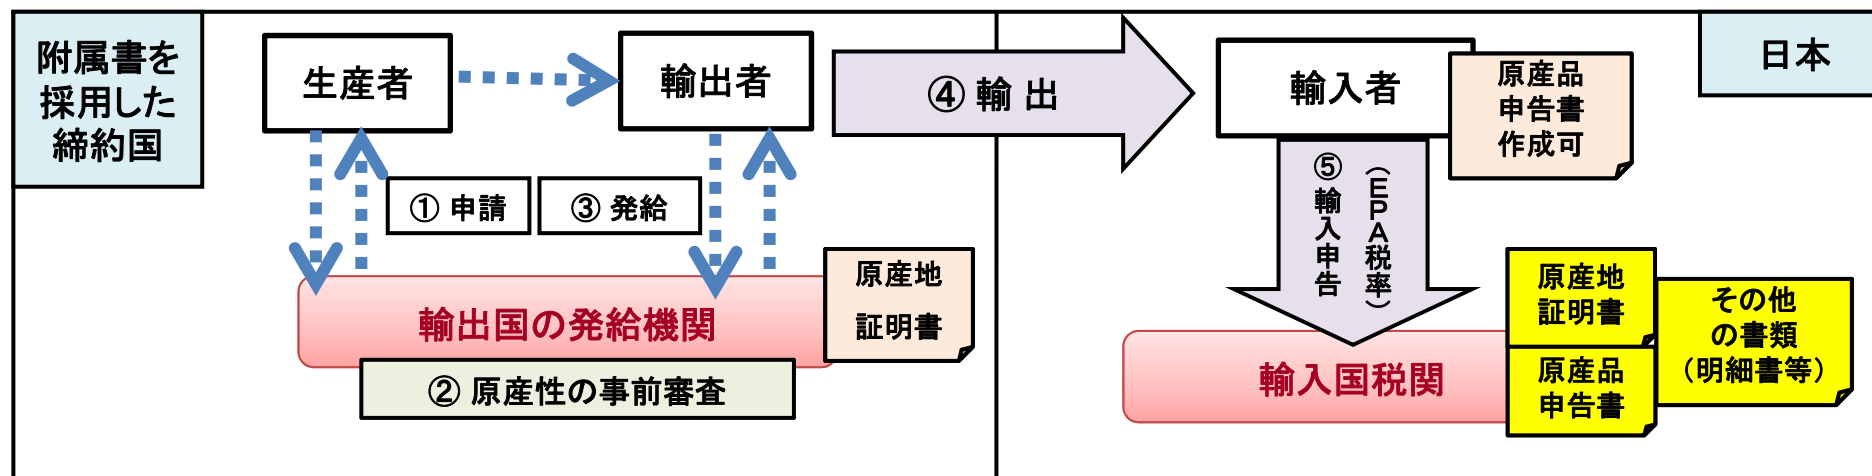 附属書を
採用した
締約国
生産者
輸出者
④ 輸 出
輸入者
原産品
申告書
作成可
日本
① 申請
③ 発給
⑤輸入申告
（ＥＰＡ税率）
輸出国の発給機関
原産地
証明書
② 原産性の事前審査
輸入国税関
原産地
証明書
原産品
申告書
その他
の書類
（明細書等）